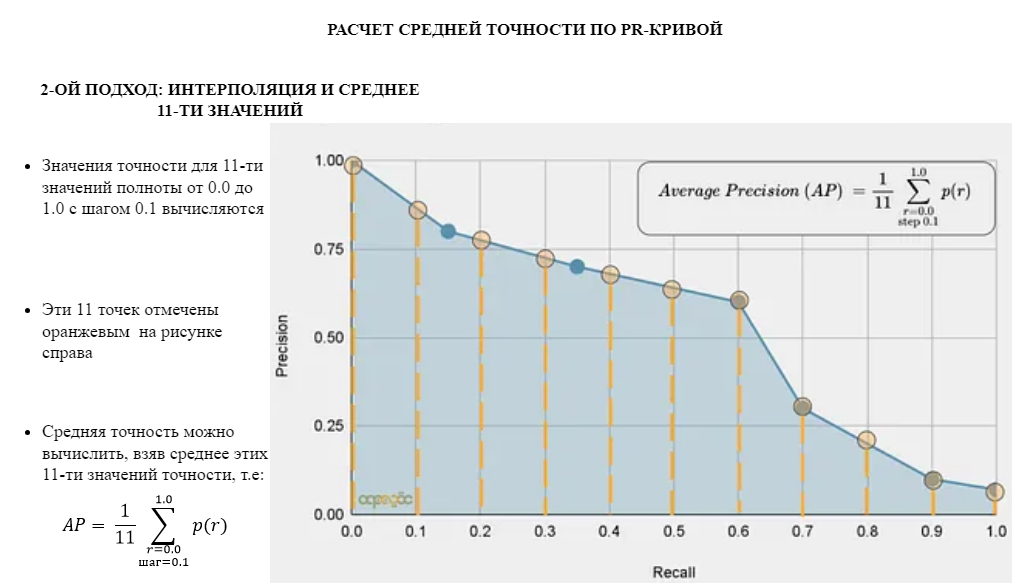 РАСЧЕТ СРЕДНЕЙ ТОЧНОСТИ ПО PR-КРИВОЙ
2-ОЙ ПОДХОД: ИНТЕРПОЛЯЦИЯ И СРЕДНЕЕ
11-ТИ ЗНАЧЕНИЙ
• Значения точности для 11-ти
значений полноты от 0.0 до
1.0 с шагом 0.1 вычисляются
• Эти 11 точек отмечены
оранжевым на рисунке
справа
• Средняя точность можно
вычислить, взяв среднее этих
11-ти значений точности, т.е:
AP = 1/11 ∑ p(r)
1.0
r=0.0
шаг=0.1
Average Precision (AP) = 1/11 ∑ p(r)
1.0
r=0.0
step 0.1
Precision
1.00
0.75
0.50
0.25
0.00
0.0 0.1 0.2 0.3 0.4 0.5 0.6 0.7 0.8 0.9 1.0
Recall